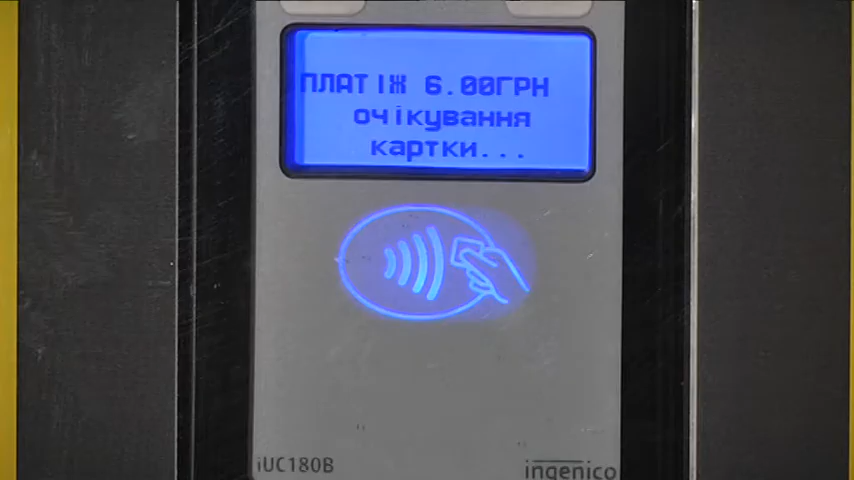 ПЛАТІЖ 6.00ГРН
очікування
картки...
iUC180B
ingenico